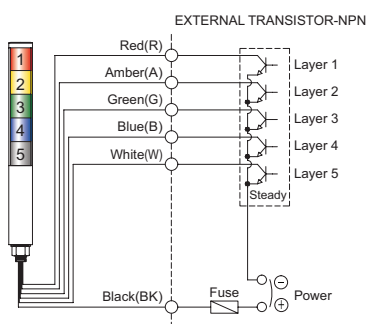 EXTERNAL TRANSISTOR-NPN
Red(R)
Layer 1
Amber(A)
Layer 2
Green(G)
Layer 3
Blue(B)
Layer 4
White(W)
Layer 5
Steady
1
2
3
4
5
Black(BK)
Fuse
−
+
Power